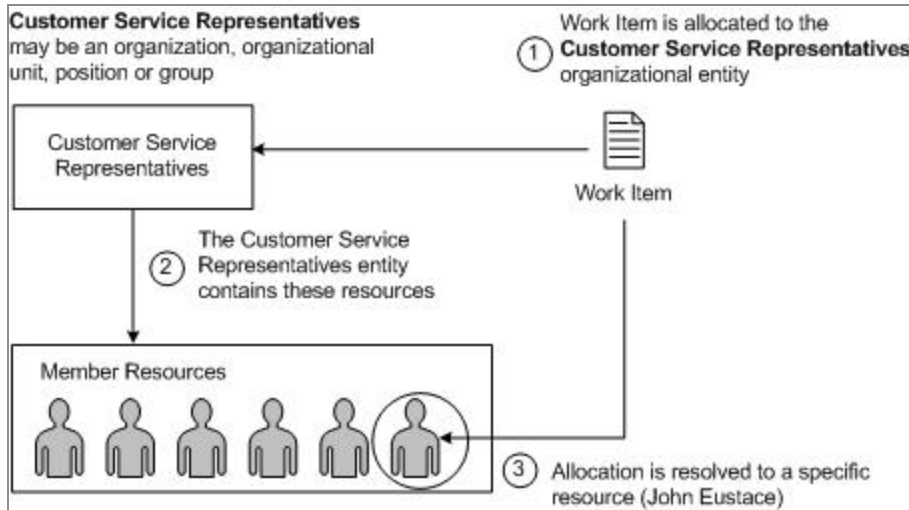 Customer Service Representatives
may be an organization, organizational
unit, position or group
Work Item is allocated to the
1
Customer Service Representatives
organizational entity
Customer Service
Representatives
Work Item
The Customer Service
2
Representatives entity
contains these resources
Member Resources
3
Allocation is resolved to a specific
resource (John Eustace)